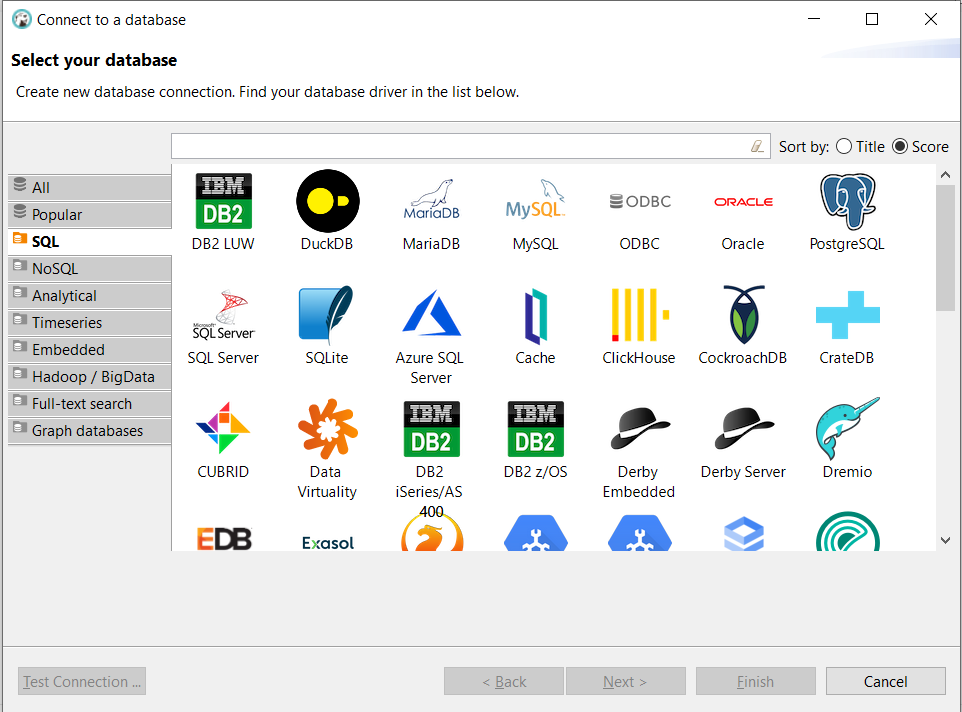 Connect to a database
Select your database
Create new database connection. Find your database driver in the list below.
Sort by: Title Score
All
Popular
SQL
NoSQL
Analytical
Timeseries
Embedded
Hadoop / BigData
Full-text search
Graph databases
IBM DB2
MariaDB
MySQL
ODBC
ORACLE
DB2 LUW
DuckDB
MariaDB
MySQL
ODBC
Oracle
PostgreSQL
Microsoft SQL Server
SQL Server
SQLite
Azure SQL
Server
Cache
ClickHouse
CockroachDB
CrateDB
IBM DB2
IBM DB2
CUBRID
Data
Virtuality
DB2
iSeries/AS
400
DB2 z/OS
Derby
Embedded
Derby Server
Dremio
EDB
Exasol
Test Connection ...
< Back
Next >
Finish
Cancel